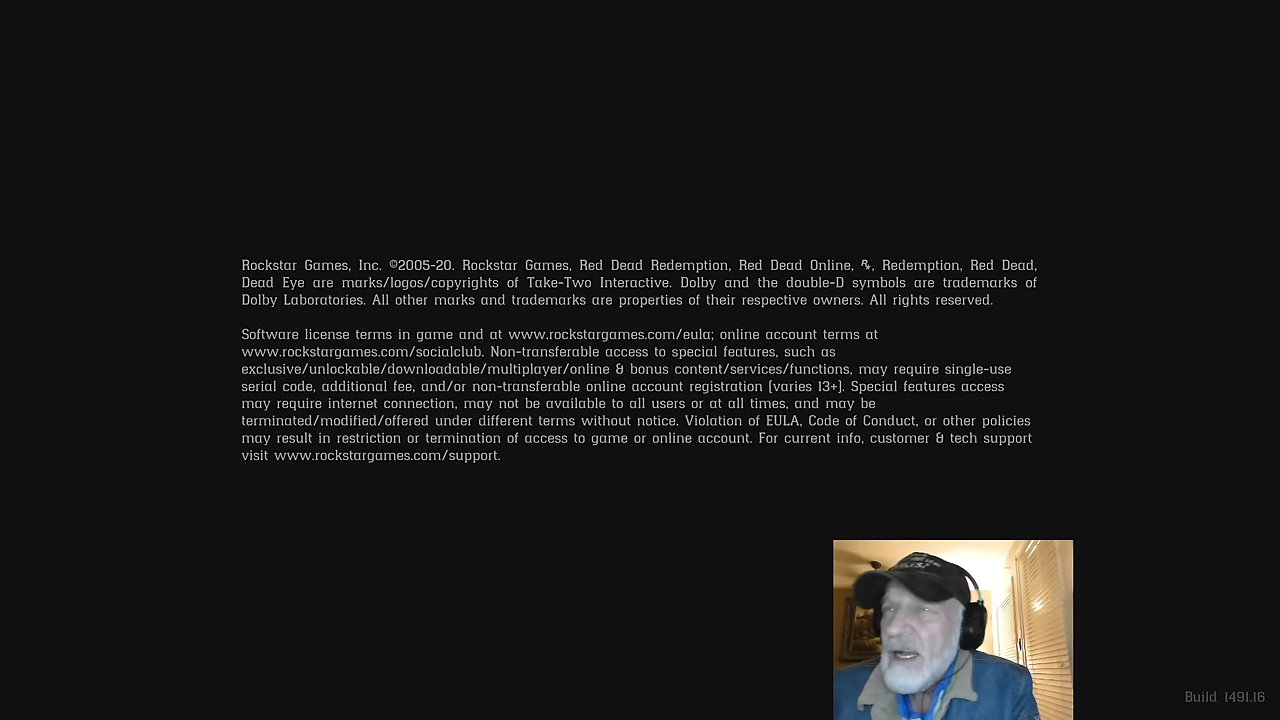 Rockstar Games, Inc. ©2005-20. Rockstar Games, Red Dead Redemption, Red Dead Online, R*, Redemption, Red Dead,
Dead Eye are marks/logos/copyrights of Take-Two Interactive. Dolby and the double-D symbols are trademarks of
Dolby Laboratories. All other marks and trademarks are properties of their respective owners. All rights reserved.
Software license terms in game and at www.rockstargames.com/eula; online account terms at
www.rockstargames.com/socialclub. Non-transferable access to special features, such as
exclusive/unlockable/downloadable/multiplayer/online & bonus content/services/functions, may require single-use
serial code, additional fee, and/or non-transferable online account registration (varies 13+). Special features access
may require internet connection, may not be available to all users or at all times, and may be
terminated/modified/offered under different terms without notice. Violation of EULA, Code of Conduct, or other policies
may result in restriction or termination of access to game or online account. For current info, customer & tech support
visit www.rockstargames.com/support.
Build 1491.16